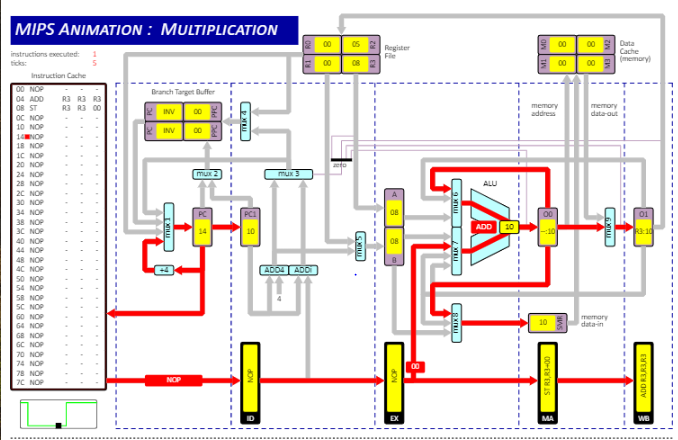 MIPS ANIMATION : MULTIPLICATION
instructions executed: 1
ticks: 5
Instruction Cache
00 NOP - - -
04 ADD R3 R3 R3
08 ST R3 R3 00
0C NOP - - -
10 NOP - - -
14 NOP - - -
18 NOP - - -
1C NOP - - -
20 NOP - - -
24 NOP - - -
28 NOP - - -
2C NOP - - -
30 NOP - - -
34 NOP - - -
38 NOP - - -
3C NOP - - -
40 NOP - - -
44 NOP - - -
48 NOP - - -
4C NOP - - -
50 NOP - - -
54 NOP - - -
58 NOP - - -
5C NOP - - -
60 NOP - - -
64 NOP - - -
68 NOP - - -
6C NOP - - -
70 NOP - - -
74 NOP - - -
78 NOP - - -
7C NOP - - -
R0 00 05 R2
R1 00 08 R3
Register
File
M0 00 00 M2
M1 00 00 M3
Data
Cache
(memory)
Branch Target Buffer
PC INV 00 PPC
PC INV 00 PPC
mux 4
memory
address
memory
data-out
zero
mux 2
mux 3
mux 1
PC
14
PC1
10
+4
ADD4
ADDI
4
mux 5
A
08
08
B
mux 6
mux 7
mux 8
ALU
ADD
10
O0
--:10
mux 9
O1
R3:10
10
SMR
memory
data-in
NOP
00
NOP
ID
NOP
EX
ST R3,R3+00
MA
ADD R3,R3,R3
WB